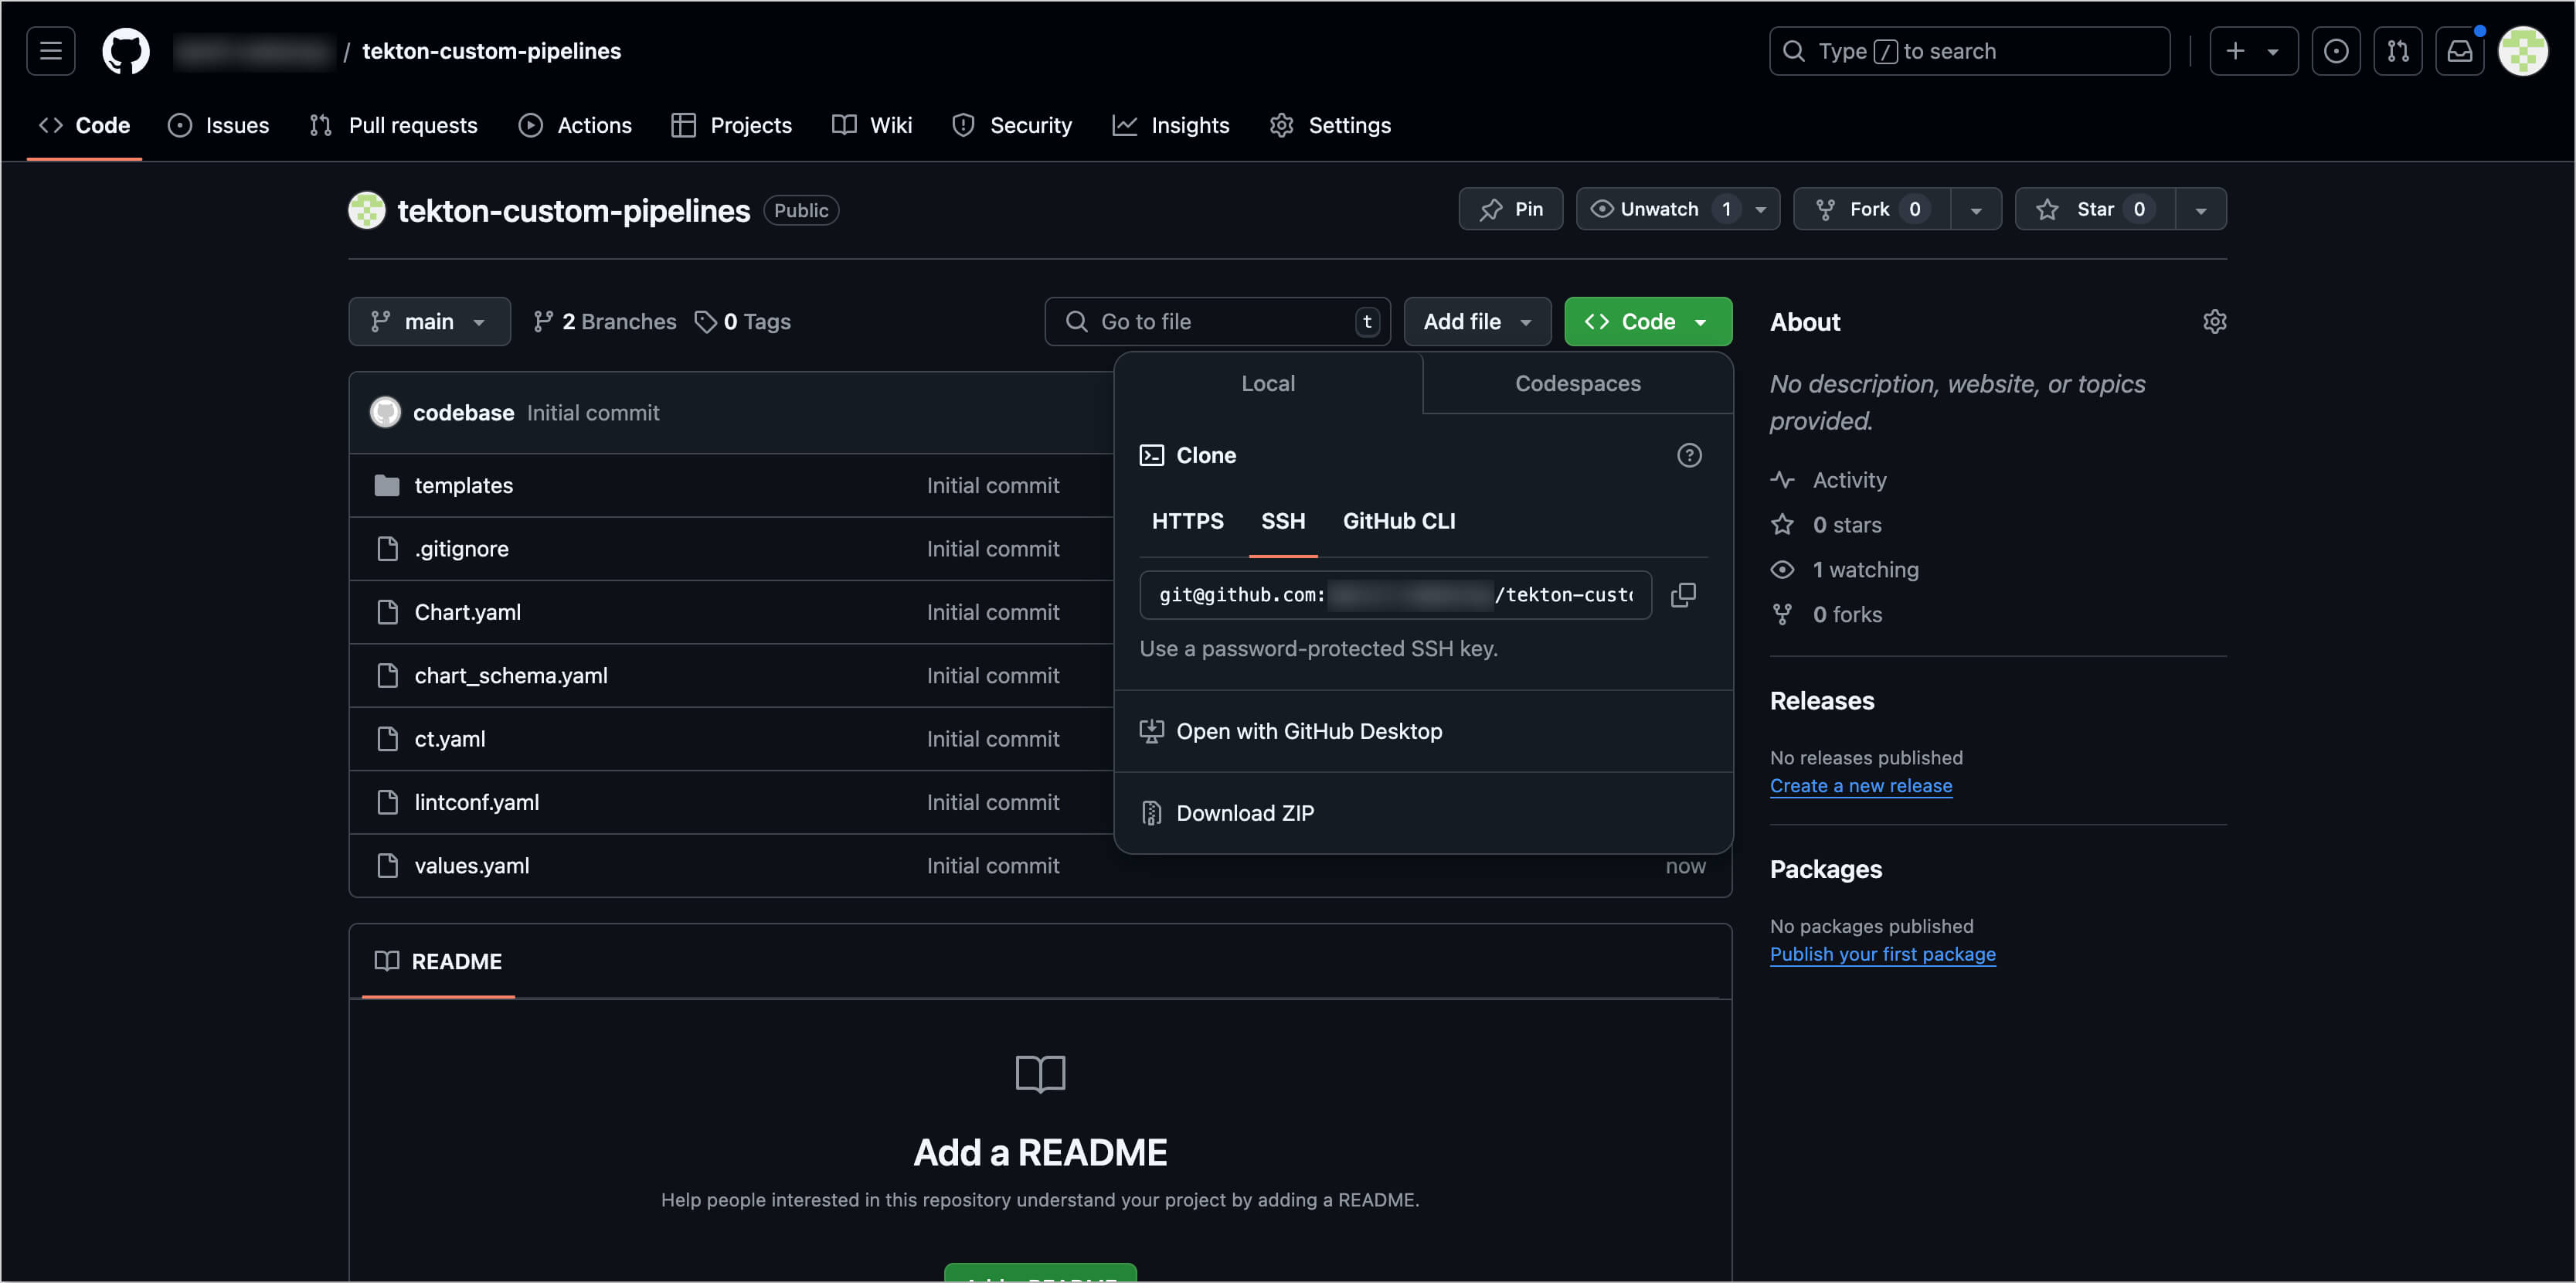 / tekton-custom-pipelines
Type / to search
Code Issues Pull requests Actions Projects Wiki Security Insights Settings
tekton-custom-pipelines Public
Pin Unwatch 1 Fork 0 Star 0
main 2 Branches 0 Tags Go to file t Add file Code
codebase Initial commit
templates Initial commit
.gitignore Initial commit
Chart.yaml Initial commit
chart_schema.yaml Initial commit
ct.yaml Initial commit
lintconf.yaml Initial commit
values.yaml Initial commit now
Local Codespaces
Clone
HTTPS SSH GitHub CLI
git@github.com: /tekton-custo
Use a password-protected SSH key.
Open with GitHub Desktop
Download ZIP
About
No description, website, or topics
provided.
Activity
0 stars
1 watching
0 forks
Releases
No releases published
Create a new release
Packages
No packages published
Publish your first package
README
Add a README
Help people interested in this repository understand your project by adding a README.